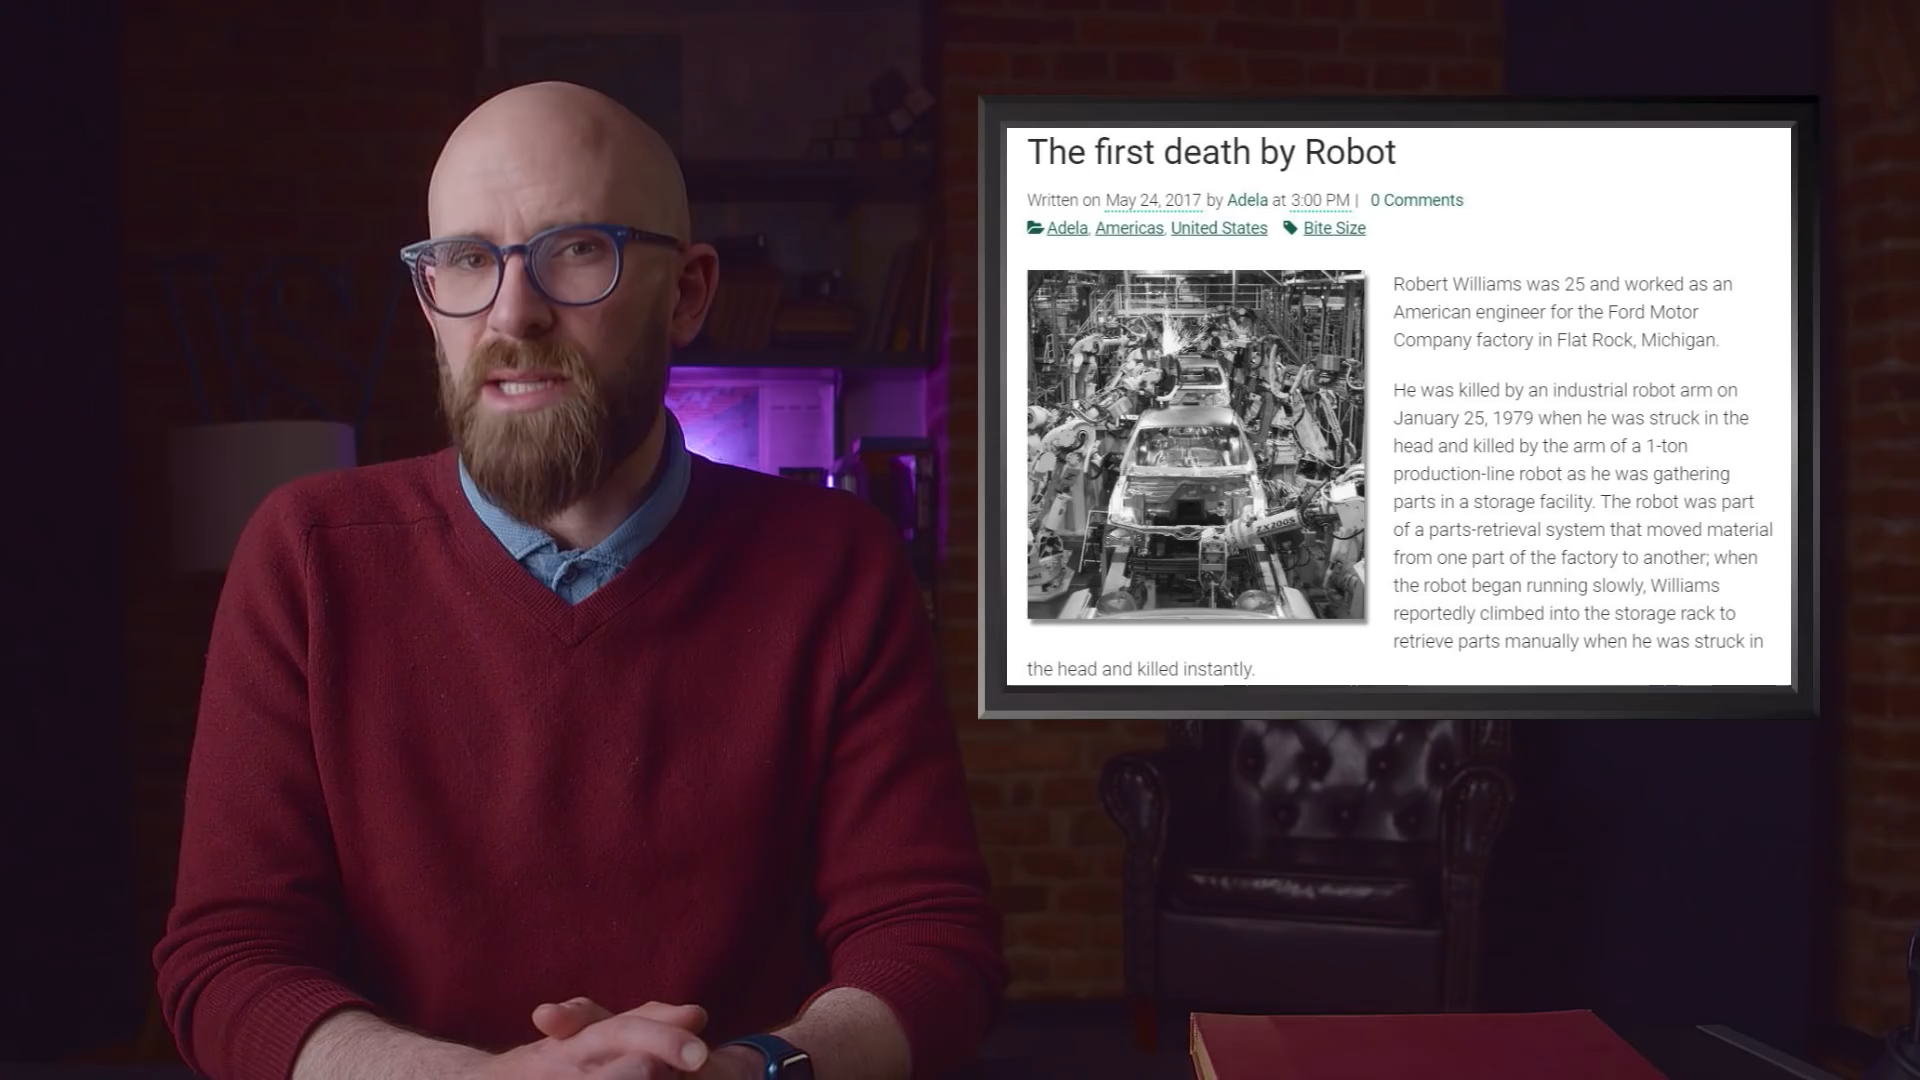 The first death by Robot
Written on May 24, 2017 by Adela at 3:00 PM | 0 Comments
Adela, Americas, United States Bite Size
Robert Williams was 25 and worked as an
American engineer for the Ford Motor
Company factory in Flat Rock, Michigan.
He was killed by an industrial robot arm on
January 25, 1979 when he was struck in the
head and killed by the arm of a 1-ton
production-line robot as he was gathering
parts in a storage facility. The robot was part
of a parts-retrieval system that moved material
from one part of the factory to another; when
the robot began running slowly, Williams
reportedly climbed into the storage rack to
retrieve parts manually when he was struck in
the head and killed instantly.
ZX200S